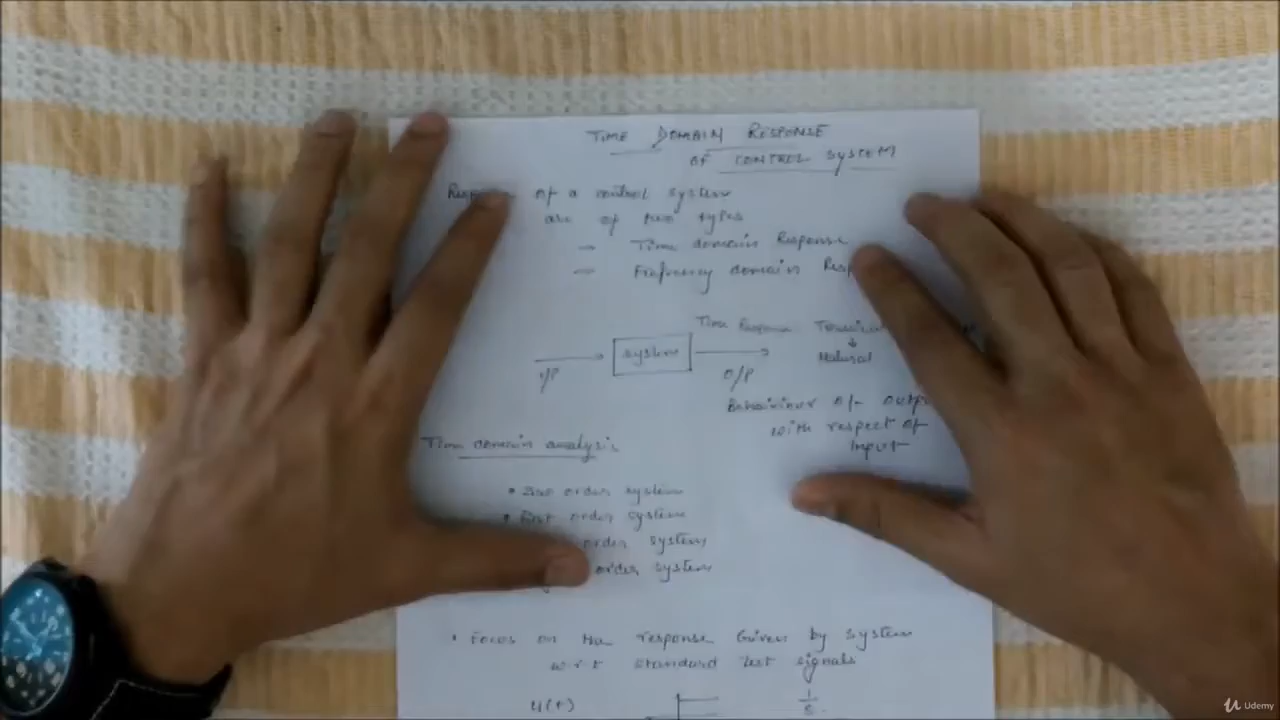 TIME DOMAIN RESPONSE
OF CONTROL SYSTEM
of a control system
are of two types
→ Time domain Response
→ Frequency domain
Time Response
system
I/P
O/P
Natural
Behaviour of output
with respect of
Input
Time domain analysis
• Zero order system
• First order system
order system
order system
• Focus on the response Given by system
w.r.t standard Test signals
u(t)
1/s
Udemy